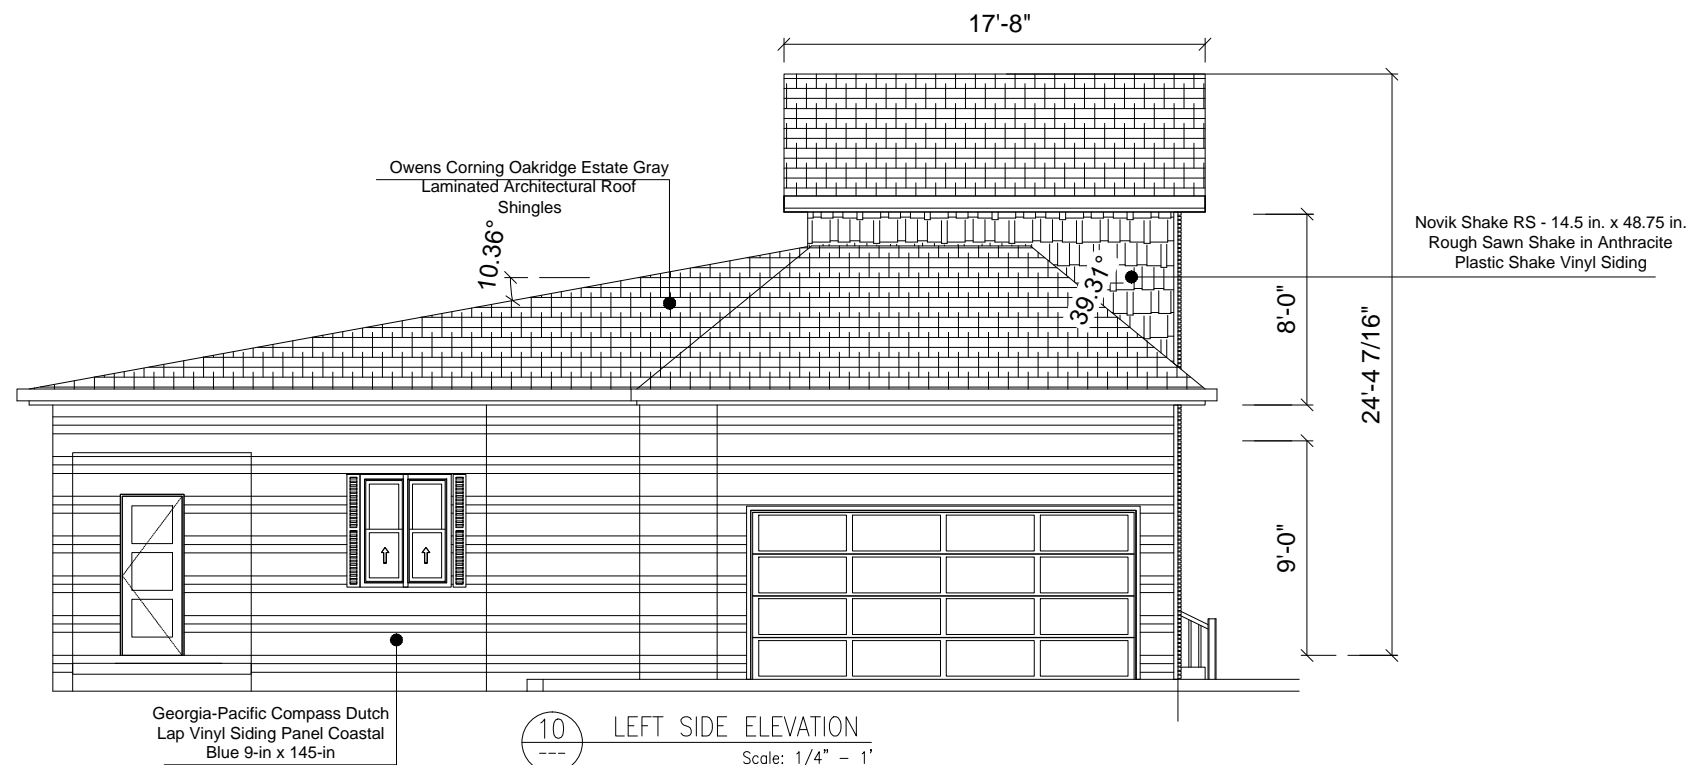 17'-8"
Owens Corning Oakridge Estate Gray
Laminated Architectural Roof
Shingles
10.36°
39.31°
Novik Shake RS - 14.5 in. x 48.75 in.
Rough Sawn Shake in Anthracite
Plastic Shake Vinyl Siding
8'-0"
24'-4 7/16"
9'-0"
Georgia-Pacific Compass Dutch
Lap Vinyl Siding Panel Coastal
Blue 9-in x 145-in
10
---
LEFT SIDE ELEVATION
Scale: 1/4" - 1'